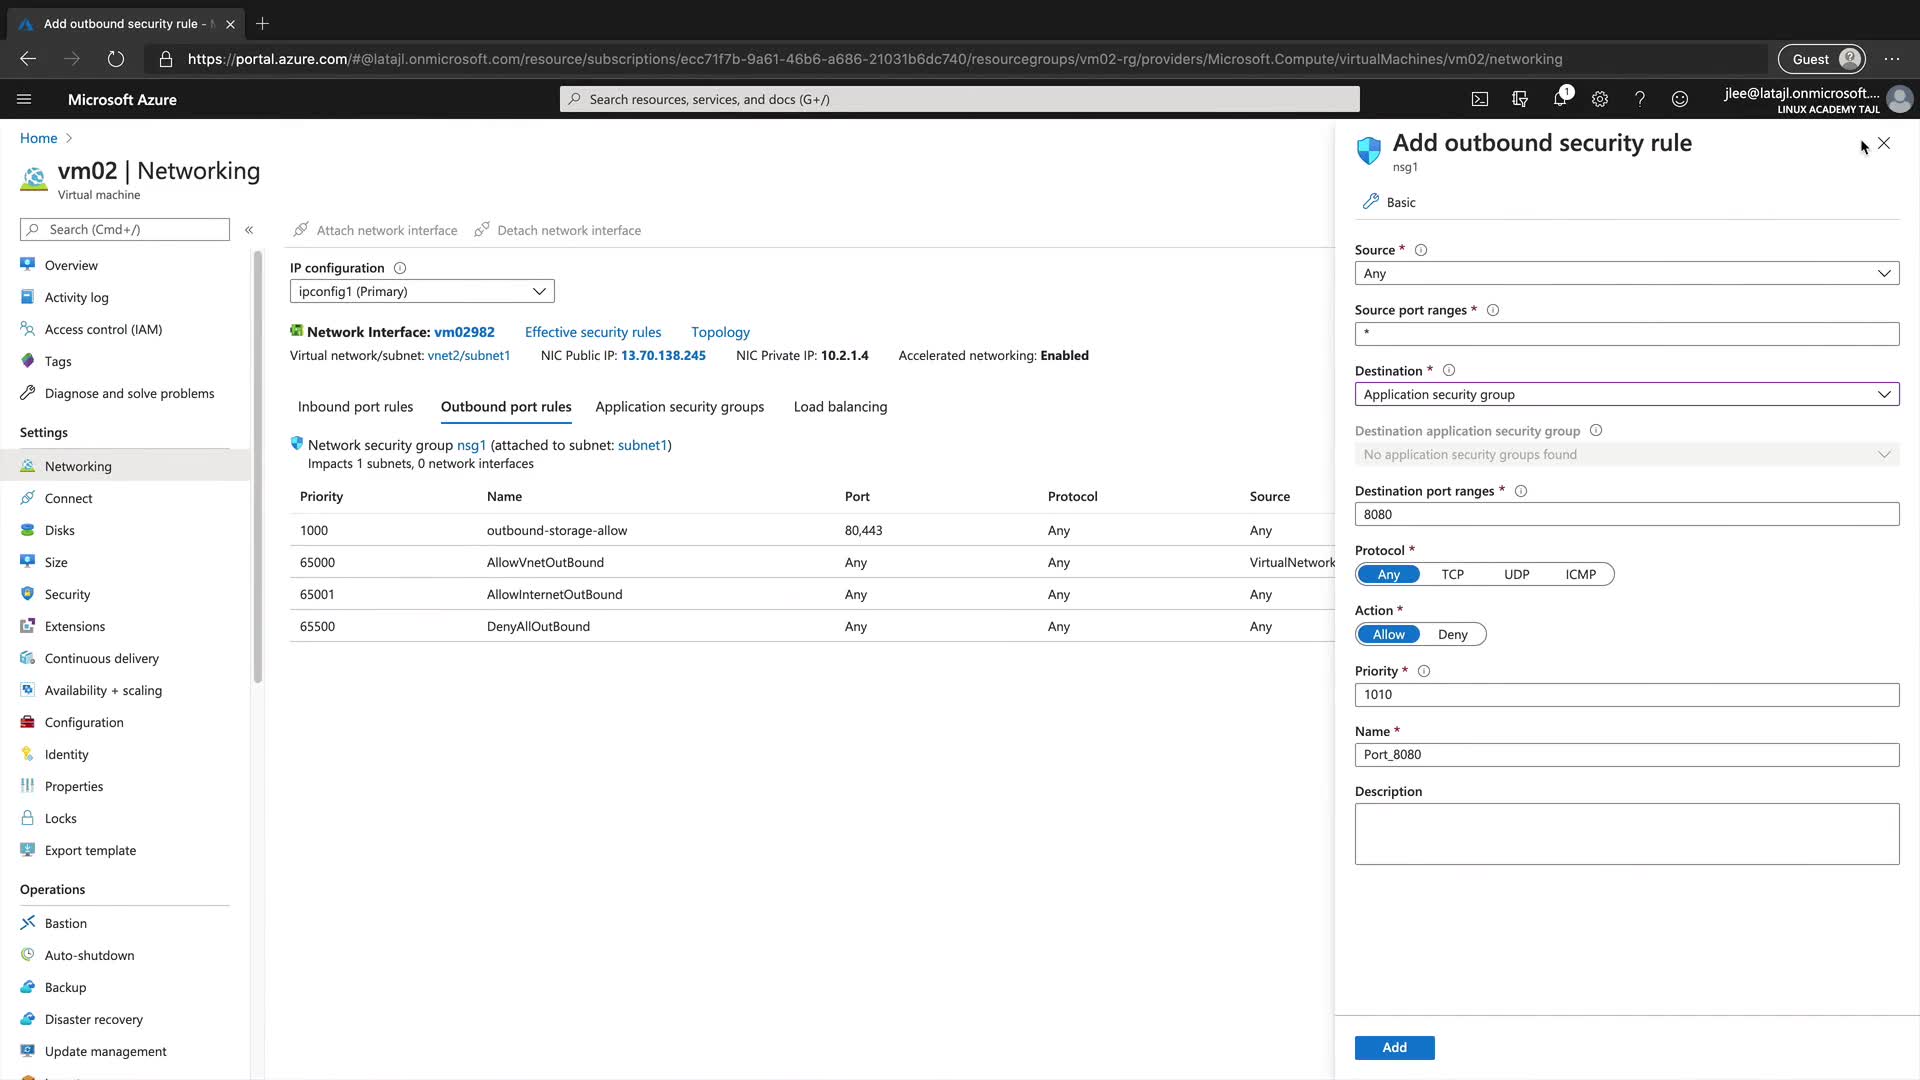 Add outbound security rule -
https://portal.azure.com/#@latajl.onmicrosoft.com/resource/subscriptions/ecc71f7b-9a61-46b6-a686-21031b6dc740/resourcegroups/vm02-rg/providers/Microsoft.Compute/virtualMachines/vm02/networking
Guest
Microsoft Azure
Search resources, services, and docs (G+/)
1
jlee@latajl.onmicrosoft....
LINUX ACADEMY TAJL
Home
vm02 | Networking
Virtual machine
Search (Cmd+/)
«
Overview
Activity log
Access control (IAM)
Tags
Diagnose and solve problems
Settings
Networking
Connect
Disks
Size
Security
Extensions
Continuous delivery
Availability + scaling
Configuration
Identity
Properties
Locks
Export template
Operations
Bastion
Auto-shutdown
Backup
Disaster recovery
Update management
Attach network interface Detach network interface
IP configuration
ipconfig1 (Primary)
Network Interface: vm02982 Effective security rules Topology
Virtual network/subnet: vnet2/subnet1 NIC Public IP: 13.70.138.245 NIC Private IP: 10.2.1.4 Accelerated networking: Enabled
Inbound port rules Outbound port rules Application security groups Load balancing
Network security group nsg1 (attached to subnet: subnet1)
Impacts 1 subnets, 0 network interfaces
Priority Name Port Protocol Source
1000 outbound-storage-allow 80,443 Any Any
65000 AllowVnetOutBound Any Any VirtualNetwork
65001 AllowInternetOutBound Any Any Any
65500 DenyAllOutBound Any Any Any
Add outbound security rule
nsg1
Basic
Source *
Any
Source port ranges *
*
Destination *
Application security group
Destination application security group
No application security groups found
Destination port ranges *
8080
Protocol *
Any TCP UDP ICMP
Action *
Allow Deny
Priority *
1010
Name *
Port_8080
Description
Add